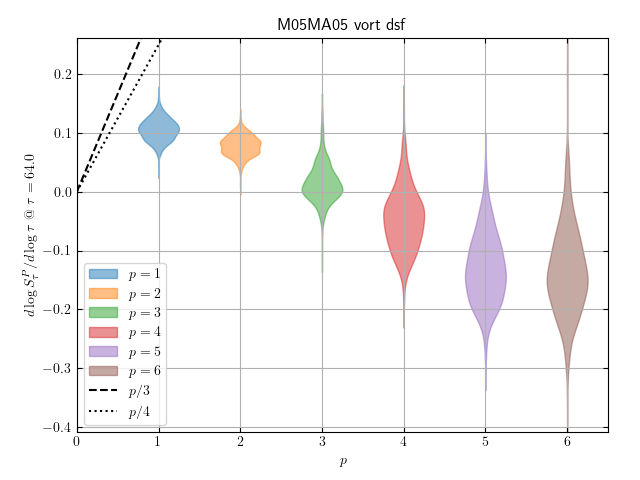 M05MA05 vort dsf
d log S_τ^P / d log τ @ τ = 64.0
0.2
0.1
0.0
−0.1
−0.2
−0.3
−0.4
p = 1
p = 2
p = 3
p = 4
p = 5
p = 6
p/3
p/4
0 1 2 3 4 5 6
p